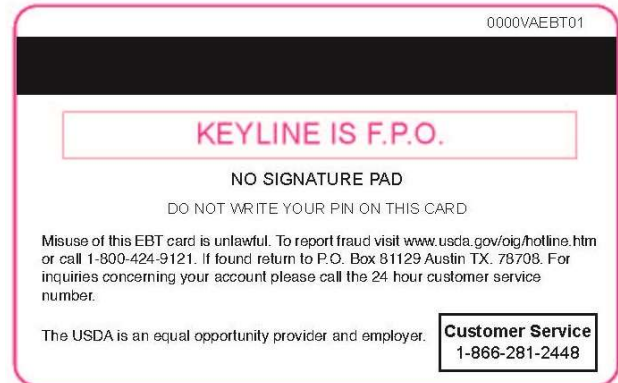 0000VAEBT01
KEYLINE IS F.P.O.
NO SIGNATURE PAD
DO NOT WRITE YOUR PIN ON THIS CARD
Misuse of this EBT card is unlawful. To report fraud visit www.usda.gov/oig/hotline.htm
or call 1-800-424-9121. If found return to P.O. Box 81129 Austin TX. 78708. For
inquiries concerning your account please call the 24 hour customer service
number.
The USDA is an equal opportunity provider and employer.
Customer Service
1-866-281-2448